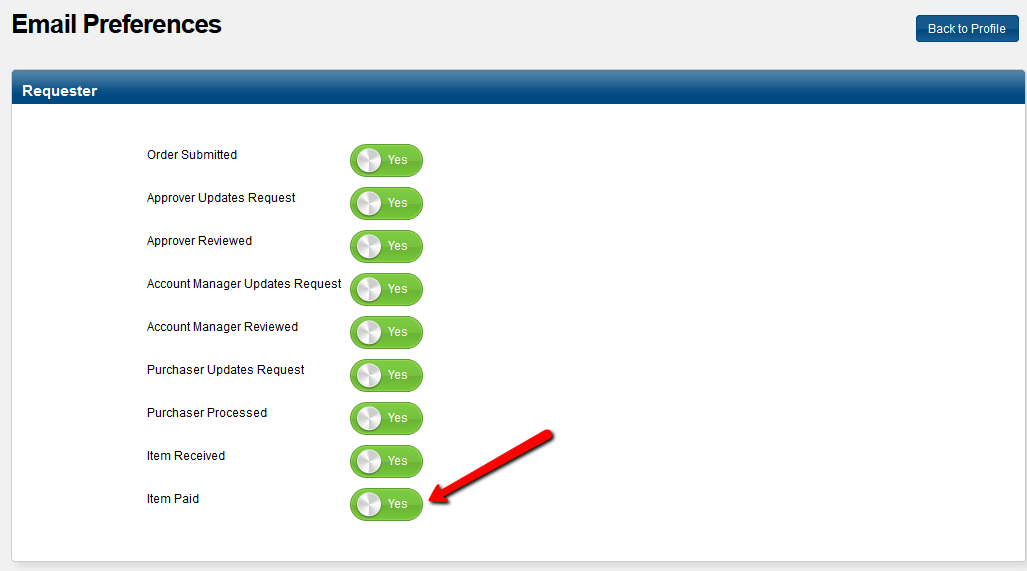 Email Preferences
Back to Profile
Requester
Order Submitted Yes
Approver Updates Request Yes
Approver Reviewed Yes
Account Manager Updates Request Yes
Account Manager Reviewed Yes
Purchaser Updates Request Yes
Purchaser Processed Yes
Item Received Yes
Item Paid Yes